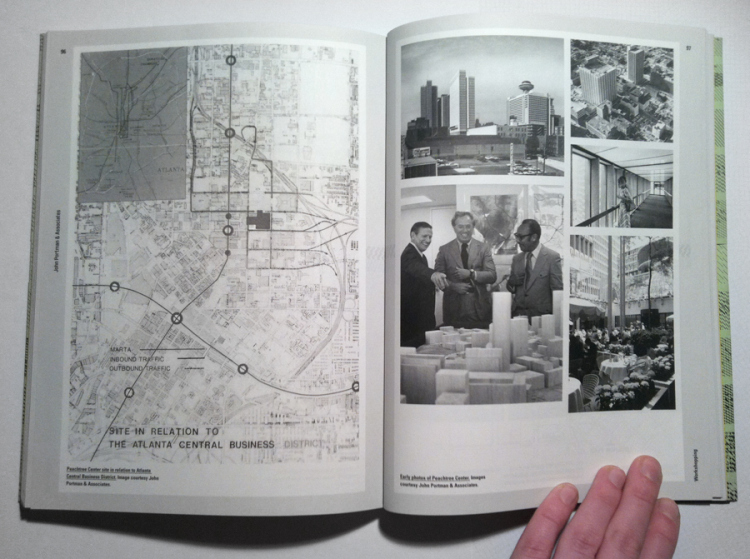 96
John Portman & Associates
ATLANTA
MARTA
INBOUND TRAFFIC
OUTBOUND TRAFFIC
SITE IN RELATION TO
THE ATLANTA CENTRAL BUSINESS DISTRICT
Peachtree Center site in relation to Atlanta
Central Business District. Image courtesy John
Portman & Associates
97
Early photos of Peachtree Center. Images
courtesy John Portman & Associates.
Workshopping